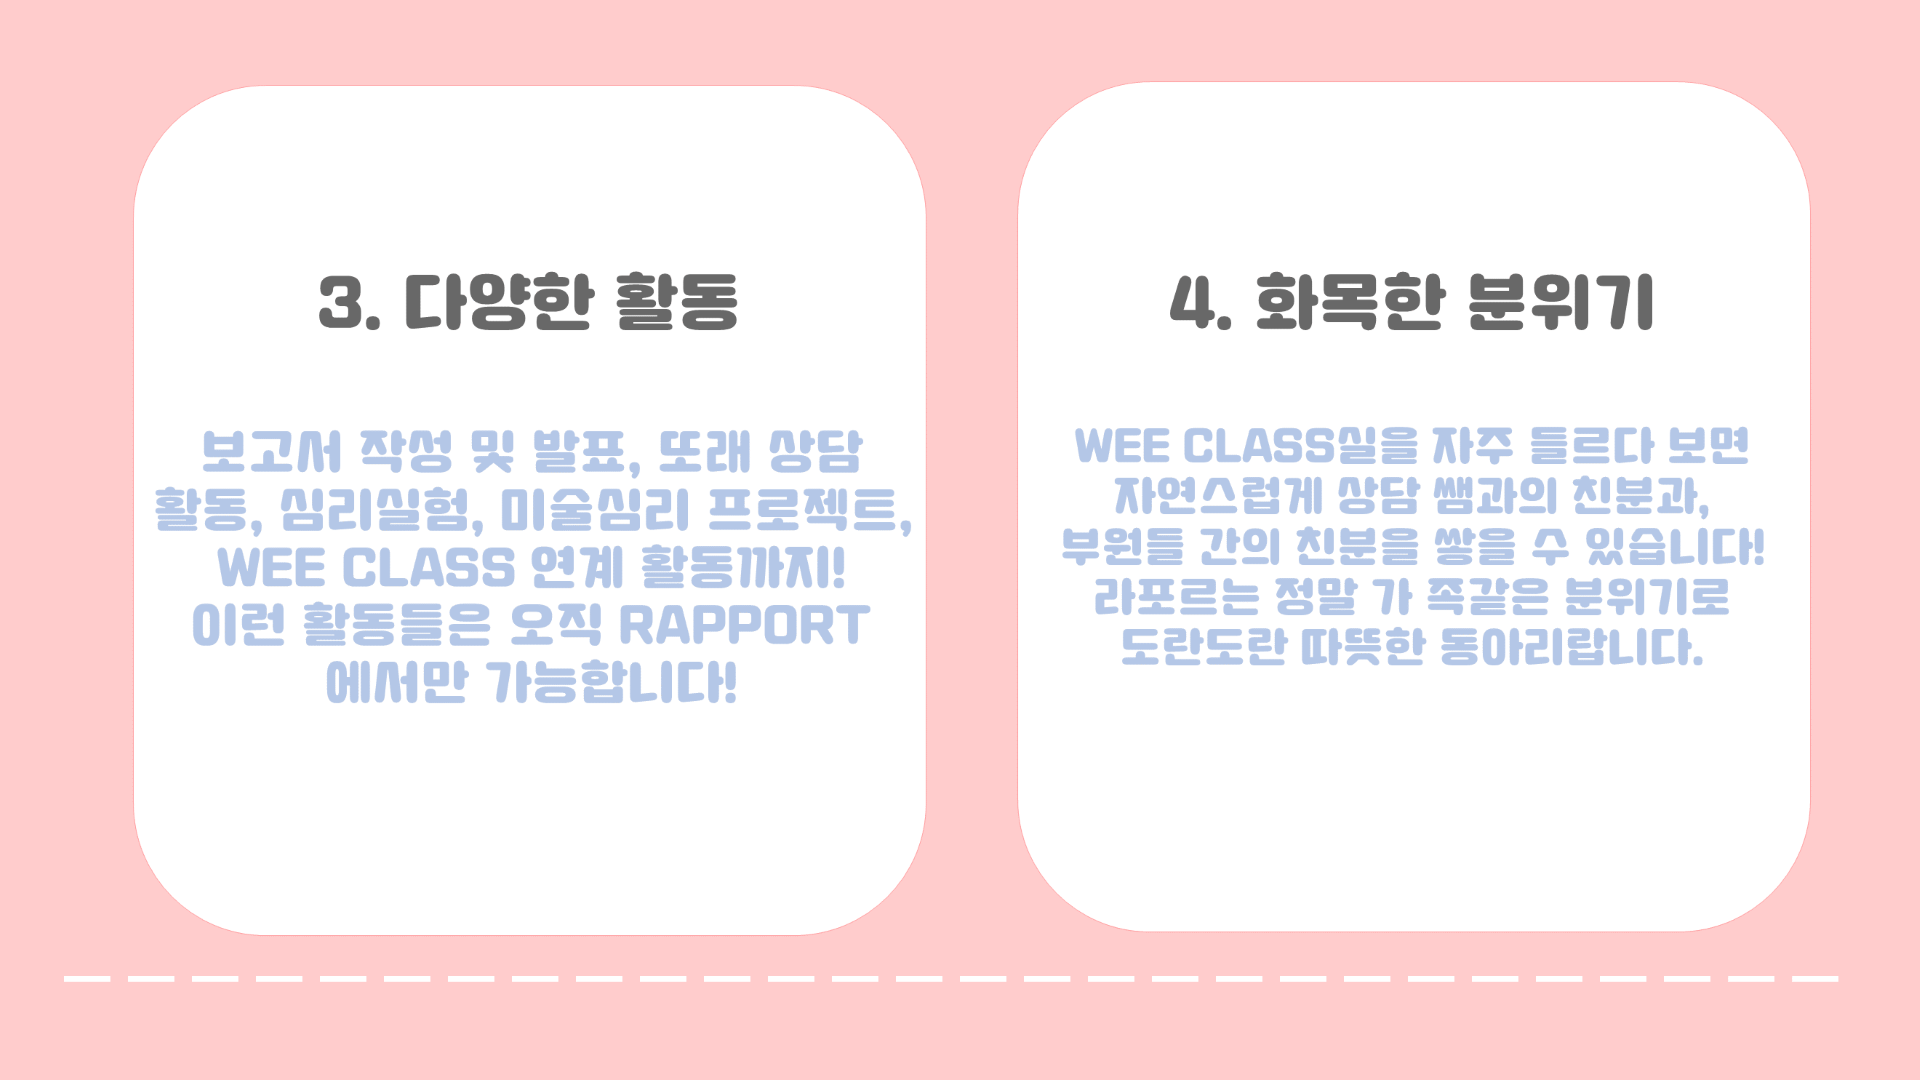 3. 다양한 활동
보고서 작성 및 발표, 또래 상담
활동, 심리실험, 미술심리 프로젝트,
WEE CLASS 연계 활동까지!
이런 활동들은 오직 RAPPORT
에서만 가능합니다!
4. 화목한 분위기
WEE CLASS실을 자주 들르다 보면
자연스럽게 상담 쌤과의 친분과,
부원들 간의 친분을 쌓을 수 있습니다!
라포르는 정말 가 족같은 분위기로
도란도란 따뜻한 동아리랍니다.